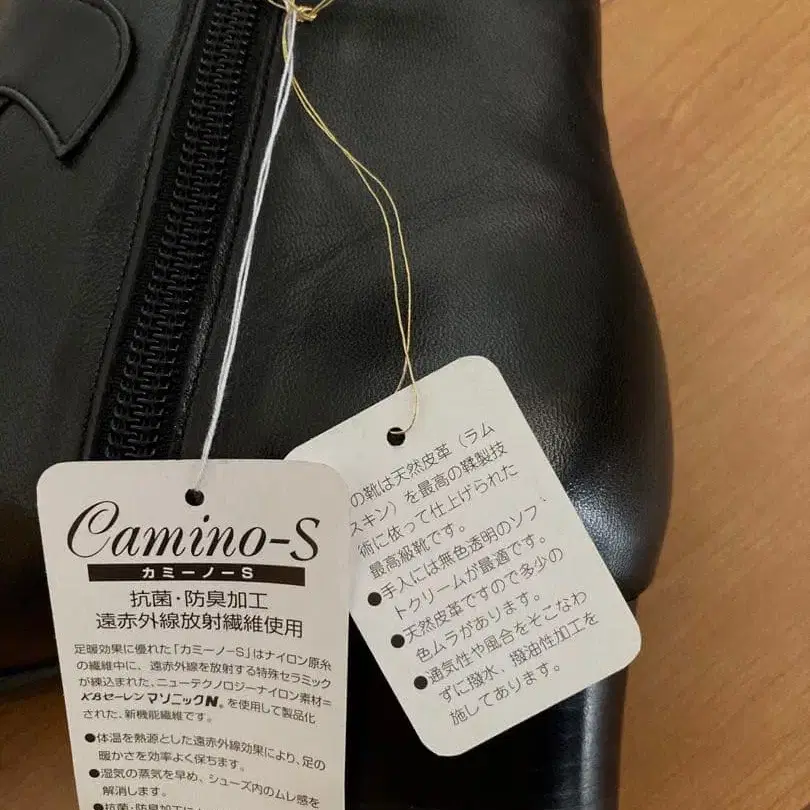 Camino-S
カミーノーS
抗菌・防臭加工
遠赤外線放射繊維使用
足暖効果に優れた「カミーノーS」はナイロン原糸
の繊維中に、遠赤外線を放射する特殊セラミック
が練込まれた、ニューテクノロジーナイロン素材=
KBセーレンマソニックN®を使用して製品化
された、新機能繊維です。
●体温を熱源とした遠赤外線効果により、足の
暖かさを効率よく保ちます。
●湿気の蒸気を早め、シューズ内のムレ感を
解消します。
●抗菌・防臭加工に
の靴は天然皮革（ラム
スキン）を最高の鞣製技
術に依って仕上げられた
最高級靴です。
●手入には無色透明のソフ
トクリームが最適です。
●天然皮革ですので多少の
色ムラがあります。
●通気性や風合をそこなわ
ずに撥水、撥油性加工を
施してあります。